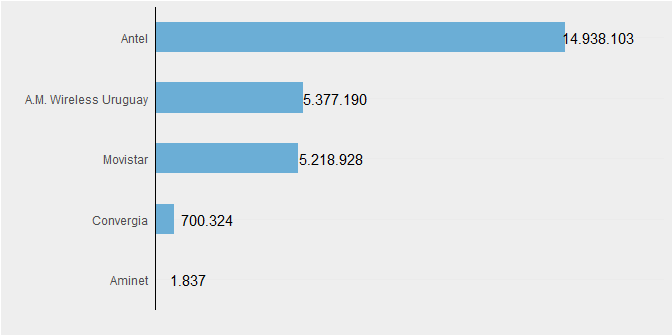 Antel 14.938.103
A.M. Wireless Uruguay 5.377.190
Movistar 5.218.928
Convergia 700.324
Aminet 1.837